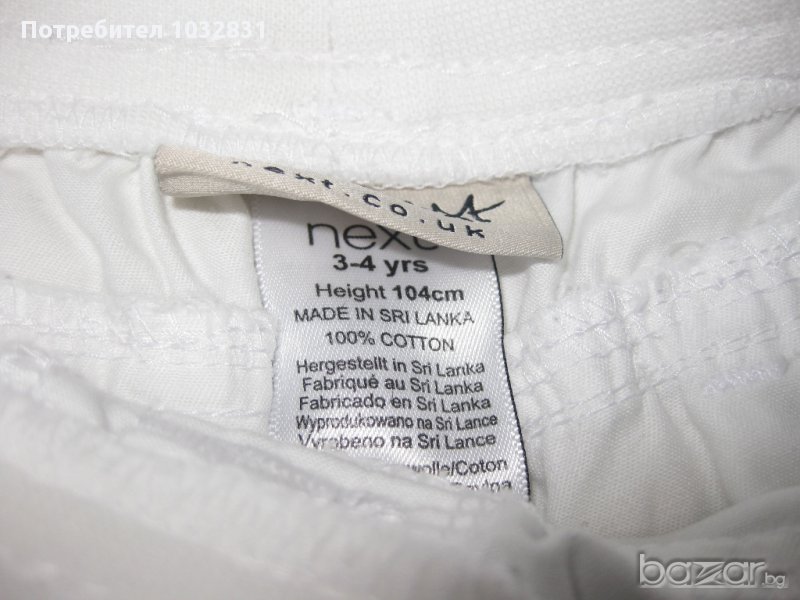 Потребител 1032831
next.co.uk
next
3-4 yrs
Height 104cm
MADE IN SRI LANKA
100% COTTON
Hergestellt in Sri Lanka
Fabriqué au Sri Lanka
Fabricado en Sri Lanka
Wyprodukowano na Sri Lance
Vyrobeno na Sri Lance
/Coton
bazar.bg